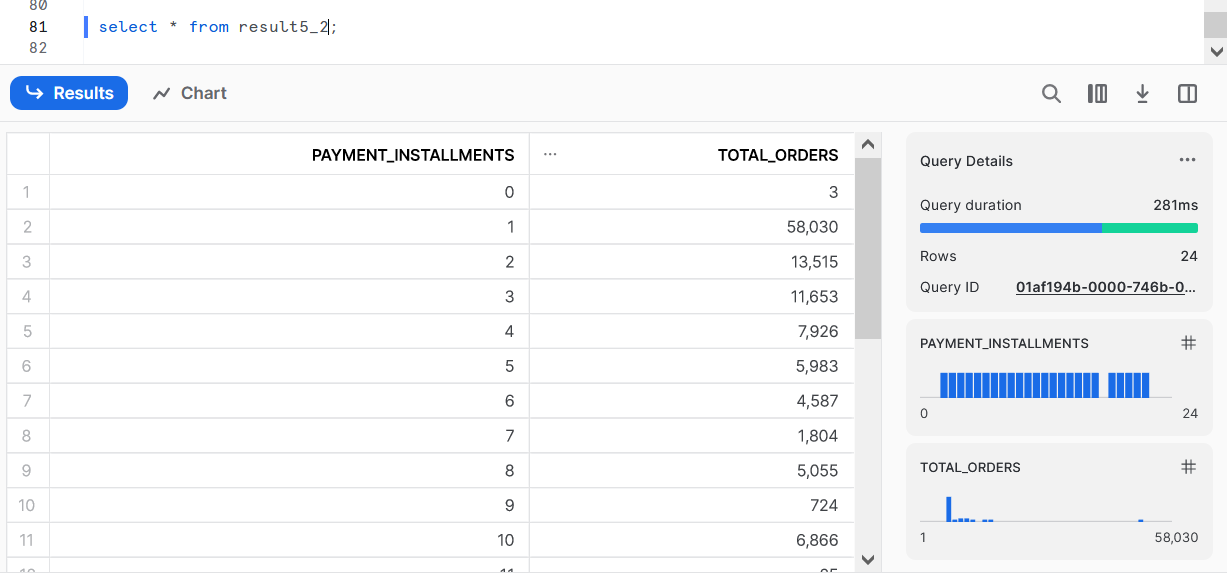 80
81 select * from result5_2;
82
Results Chart
PAYMENT_INSTALLMENTS ... TOTAL_ORDERS
1 0 3
2 1 58,030
3 2 13,515
4 3 11,653
5 4 7,926
6 5 5,983
7 6 4,587
8 7 1,804
9 8 5,055
10 9 724
11 10 6,866
Query Details ...
Query duration 281ms
Rows 24
Query ID 01af194b-0000-746b-0...
PAYMENT_INSTALLMENTS #
0 24
TOTAL_ORDERS #
1 58,030